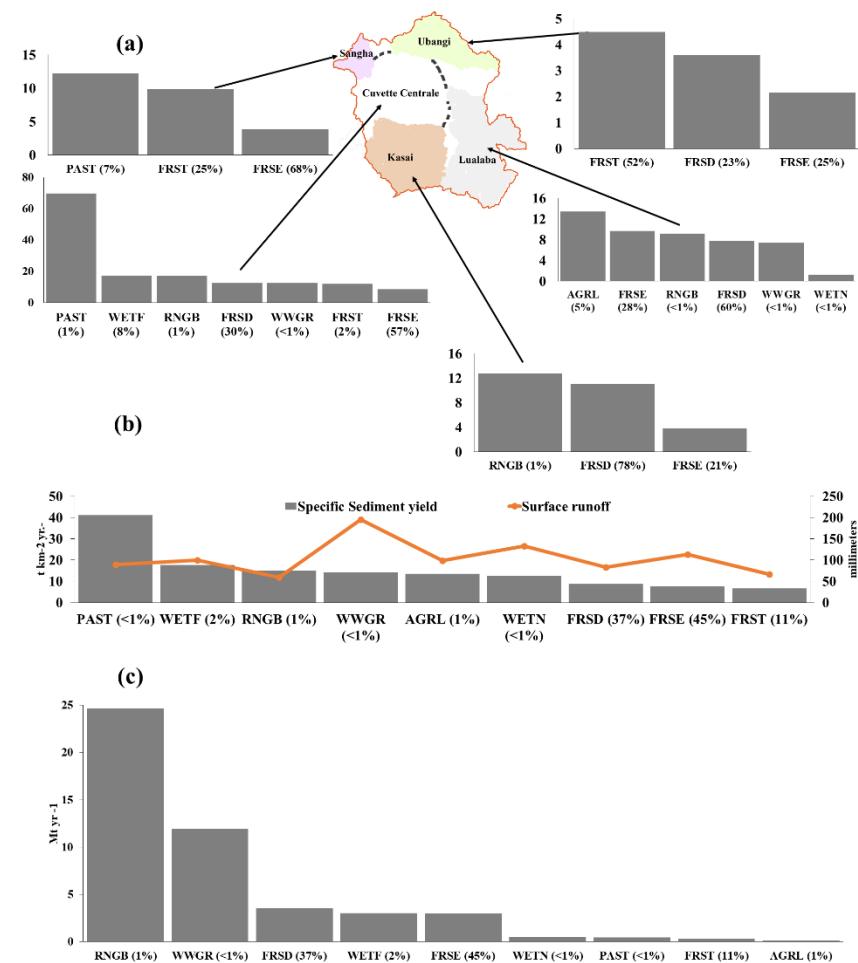 (a)
15
10
5
0
PAST (7%) FRST (25%) FRSE (68%)
Sangha
Ubangi
Cuvette Centrale
Kasai
Lualaba
5
4
3
2
1
0
FRST (52%) FRSD (23%) FRSE (25%)
80
60
40
20
0
PAST WETF RNGB FRSD WWGR FRST FRSE
(1%) (8%) (1%) (30%) (<1%) (2%) (57%)
16
12
8
4
0
AGRL FRSE RNGB FRSD WWGR WETN
(5%) (28%) (<1%) (60%) (<1%) (<1%)
16
12
8
4
0
RNGB (1%) FRSD (78%) FRSE (21%)
(b)
t km-2 yr.-
50
40
30
20
10
0
Specific Sediment yield Surface runoff
250
200
150
100
50
0
millimeters
PAST (<1%) WETF (2%) RNGB (1%) WWGR AGRL (1%) WETN FRSD (37%) FRSE (45%) FRST (11%)
(<1%) (<1%)
(c)
Mt yr -1
25
20
15
10
5
0
RNGB (1%) WWGR (<1%) FRSD (37%) WETF (2%) FRSE (45%) WETN (<1%) PAST (<1%) FRST (11%) AGRL (1%)